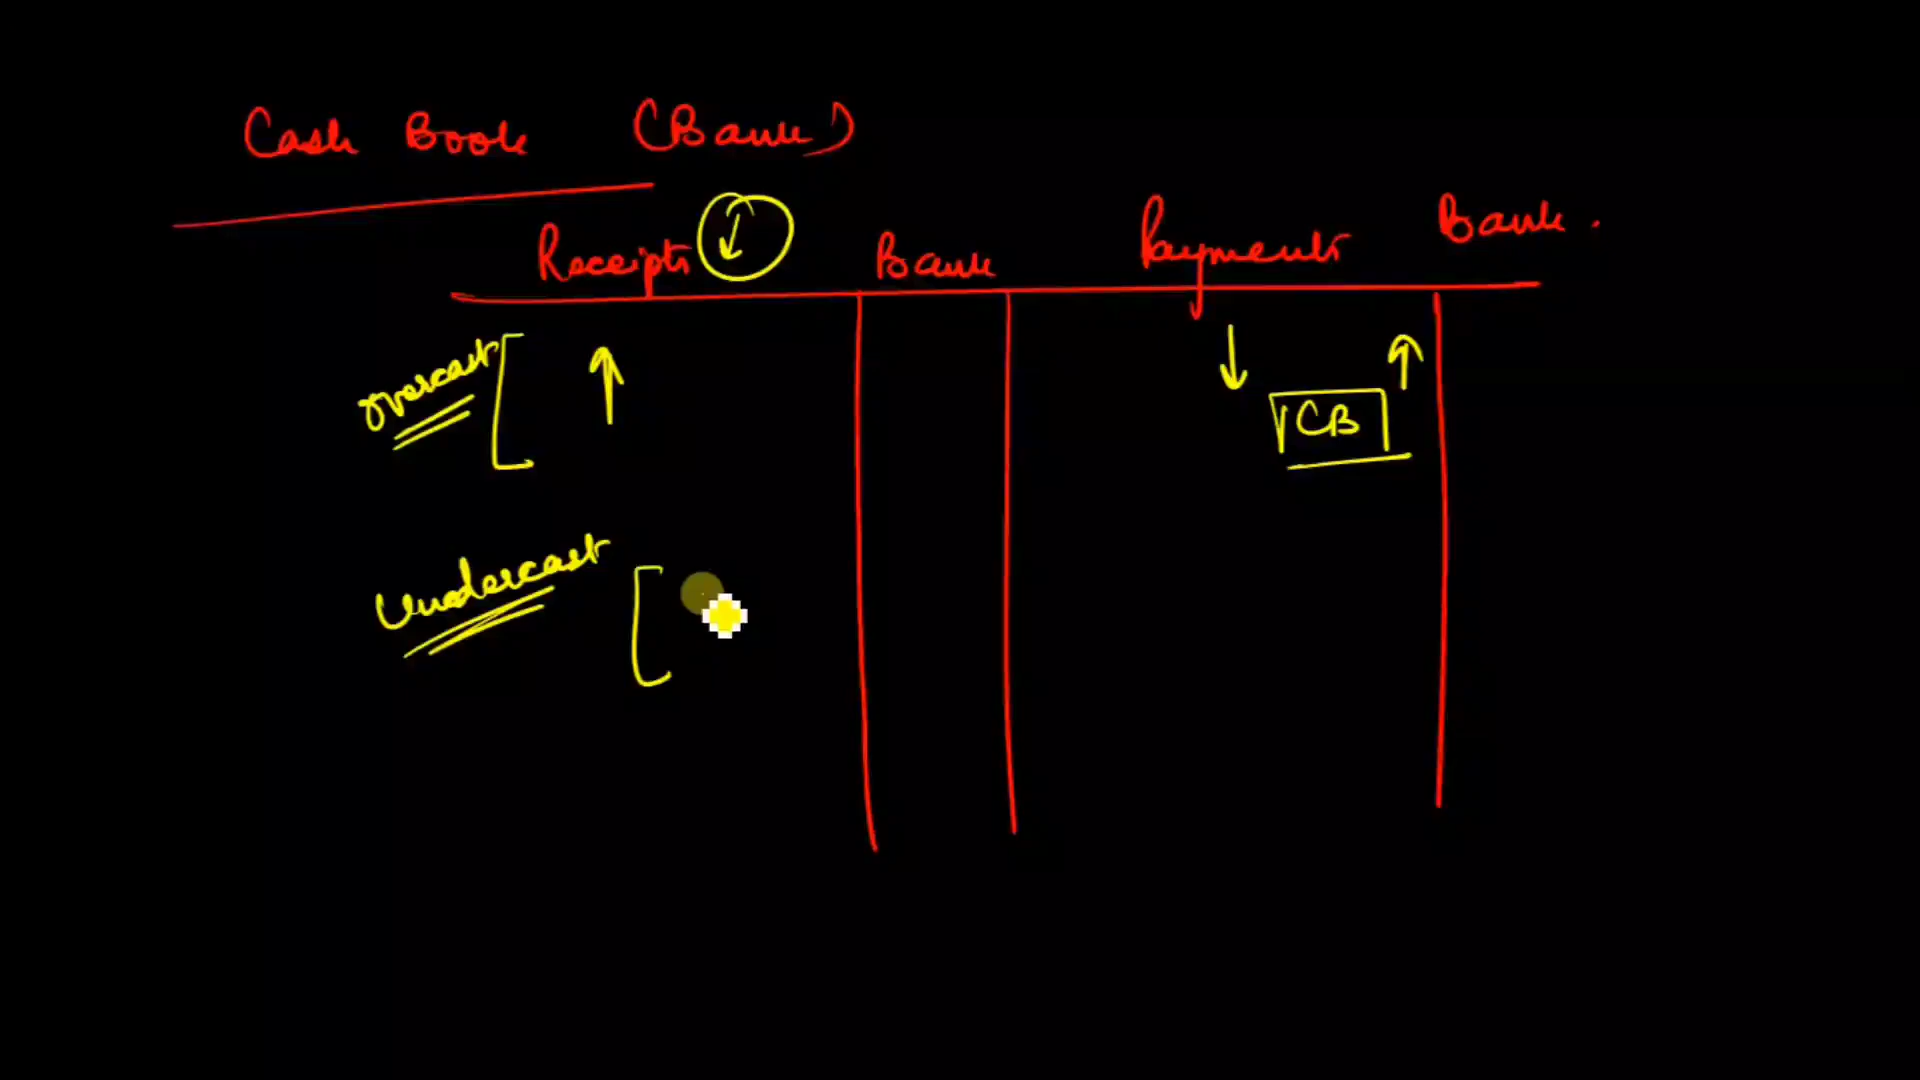 Cash Book (Bank)
Receipts ↓ Bank Payments Bank.
overcast [ ↑ ↓ ↑
CB
Undercast [